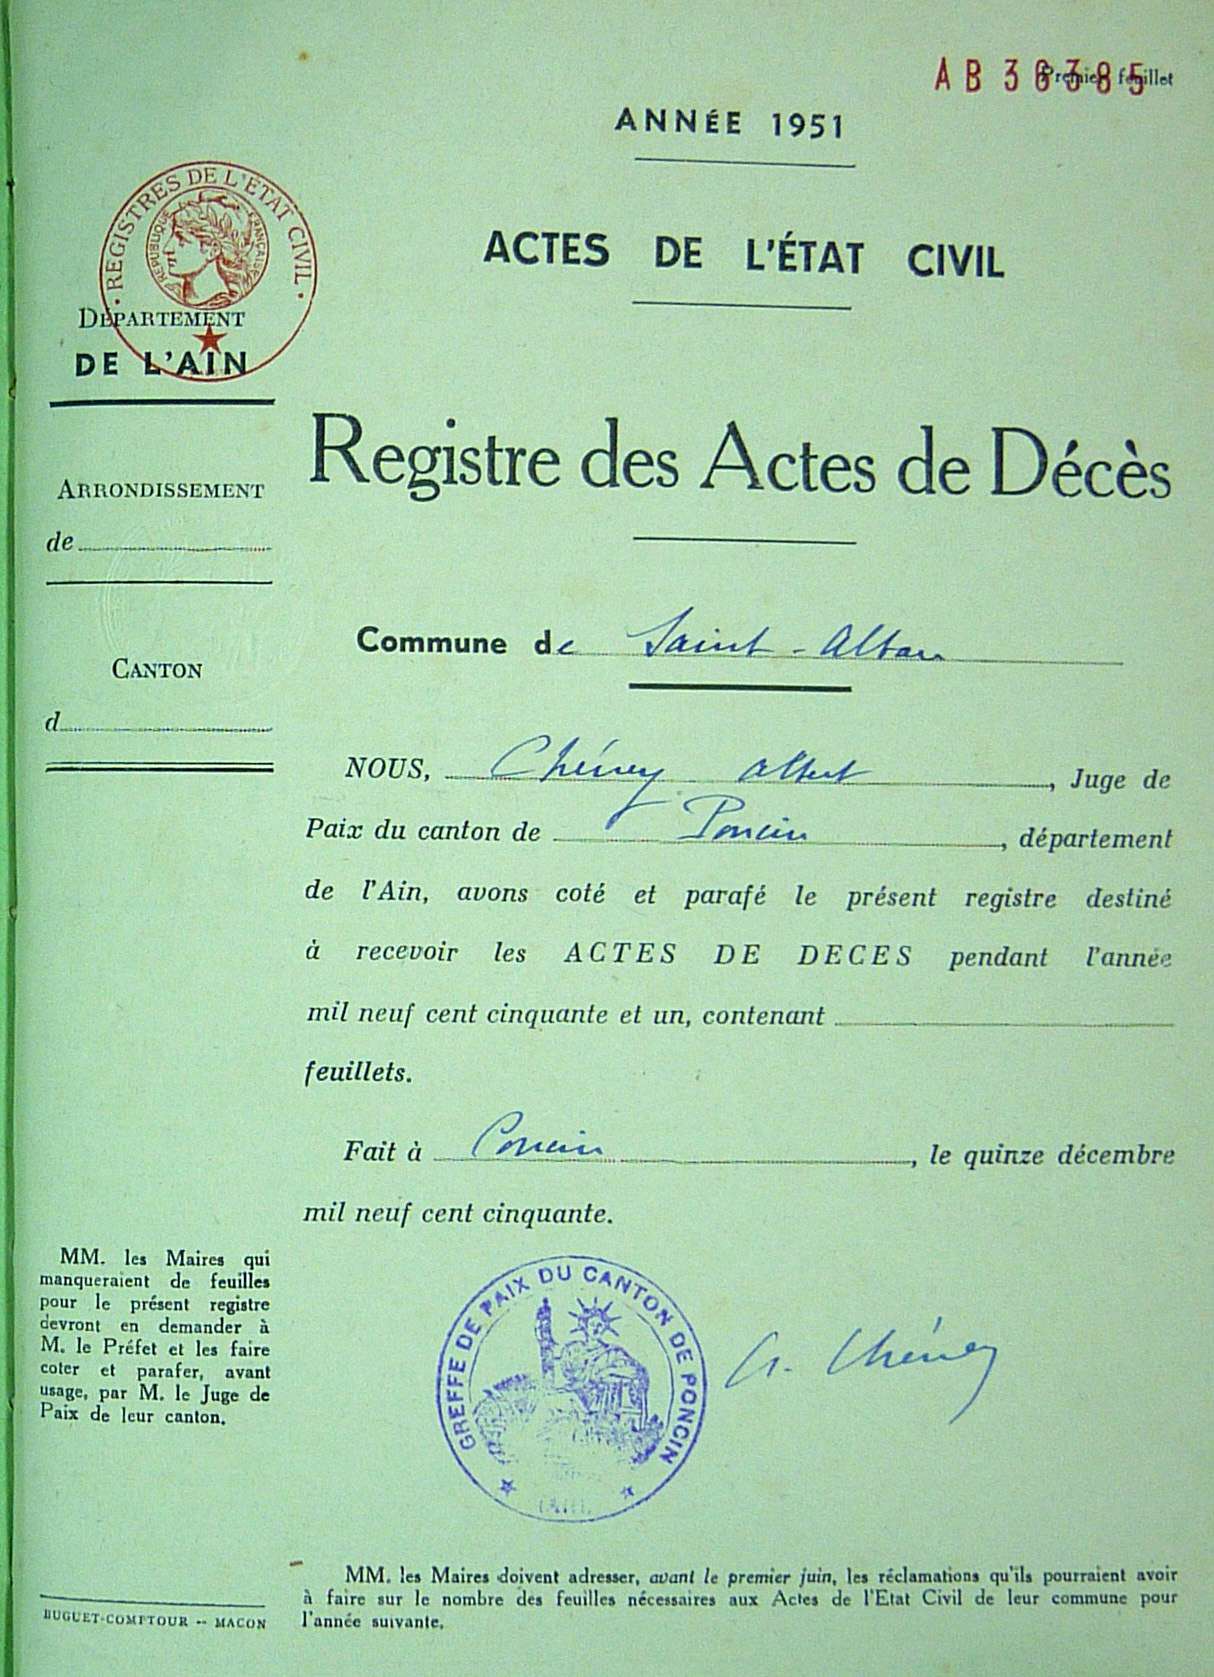 AB 36385
Premier feuillet
ANNÉE 1951
REGISTRES DE L'ÉTAT CIVIL
RÉPUBLIQUE FRANÇAISE
ACTES DE L'ÉTAT CIVIL
DÉPARTEMENT
DE L'AIN
Registre des Actes de Décès
ARRONDISSEMENT
de
Commune de Saint-Alban
CANTON
d
NOUS, Chéney Albert, Juge de
Paix du canton de Poncin, département
de l'Ain, avons coté et parafé le présent registre destiné
à recevoir les ACTES DE DECES pendant l'année
mil neuf cent cinquante et un, contenant
feuillets.
Fait à Poncin, le quinze décembre
mil neuf cent cinquante.
MM. les Maires qui
manqueraient de feuilles
pour le présent registre
devront en demander à
M. le Préfet et les faire
coter et parafer, avant
usage, par M. le Juge de
Paix de leur canton.
GREFFE DE PAIX DU CANTON DE PONCIN
A. Chéney
MM. les Maires doivent adresser, avant le premier juin, les réclamations qu'ils pourraient avoir
à faire sur le nombre des feuilles nécessaires aux Actes de l'Etat Civil de leur commune pour
l'année suivante.
BUGUET-COMPTOUR -- MACON